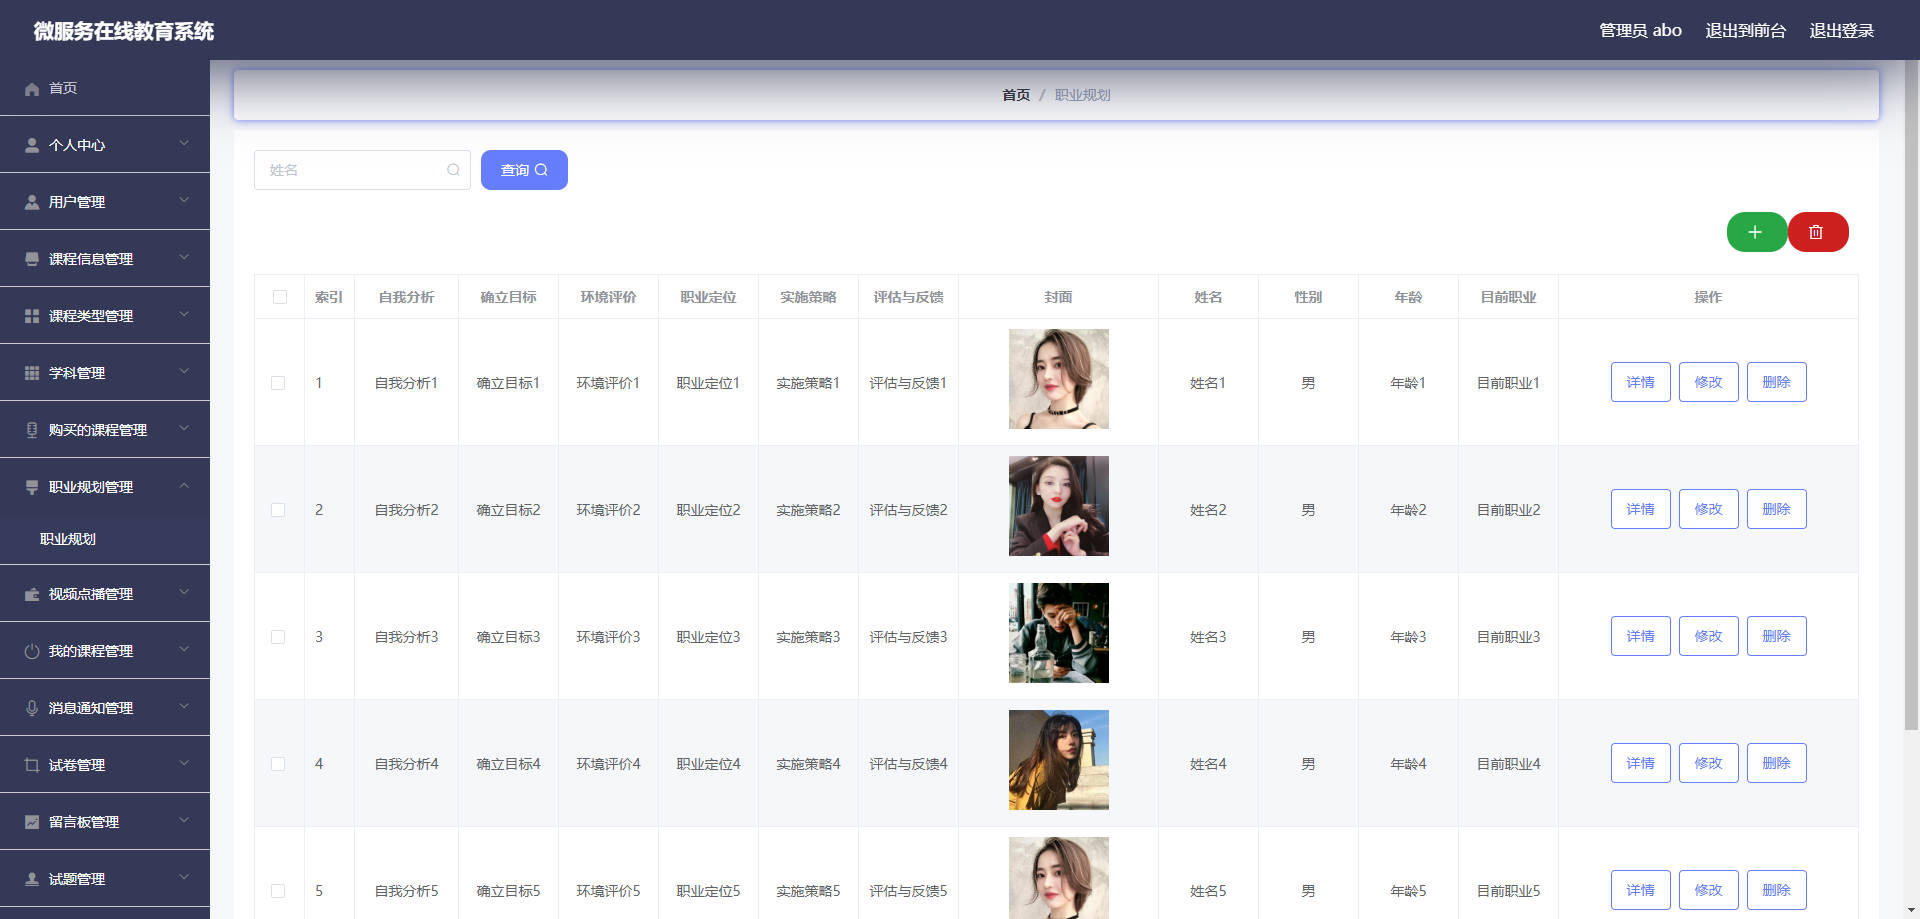 微服务在线教育系统
管理员 abo 退出到前台 退出登录
首页
个人中心
用户管理
课程信息管理
课程类型管理
学科管理
购买的课程管理
职业规划管理
职业规划
视频点播管理
我的课程管理
消息通知管理
试卷管理
留言板管理
试题管理
首页 / 职业规划
姓名 查询
索引 自我分析 确立目标 环境评价 职业定位 实施策略 评估与反馈 封面 姓名 性别 年龄 目前职业 操作
1 自我分析1 确立目标1 环境评价1 职业定位1 实施策略1 评估与反馈1 姓名1 男 年龄1 目前职业1 详情 修改 删除
2 自我分析2 确立目标2 环境评价2 职业定位2 实施策略2 评估与反馈2 姓名2 男 年龄2 目前职业2 详情 修改 删除
3 自我分析3 确立目标3 环境评价3 职业定位3 实施策略3 评估与反馈3 姓名3 男 年龄3 目前职业3 详情 修改 删除
4 自我分析4 确立目标4 环境评价4 职业定位4 实施策略4 评估与反馈4 姓名4 男 年龄4 目前职业4 详情 修改 删除
5 自我分析5 确立目标5 环境评价5 职业定位5 实施策略5 评估与反馈5 姓名5 男 年龄5 目前职业5 详情 修改 删除